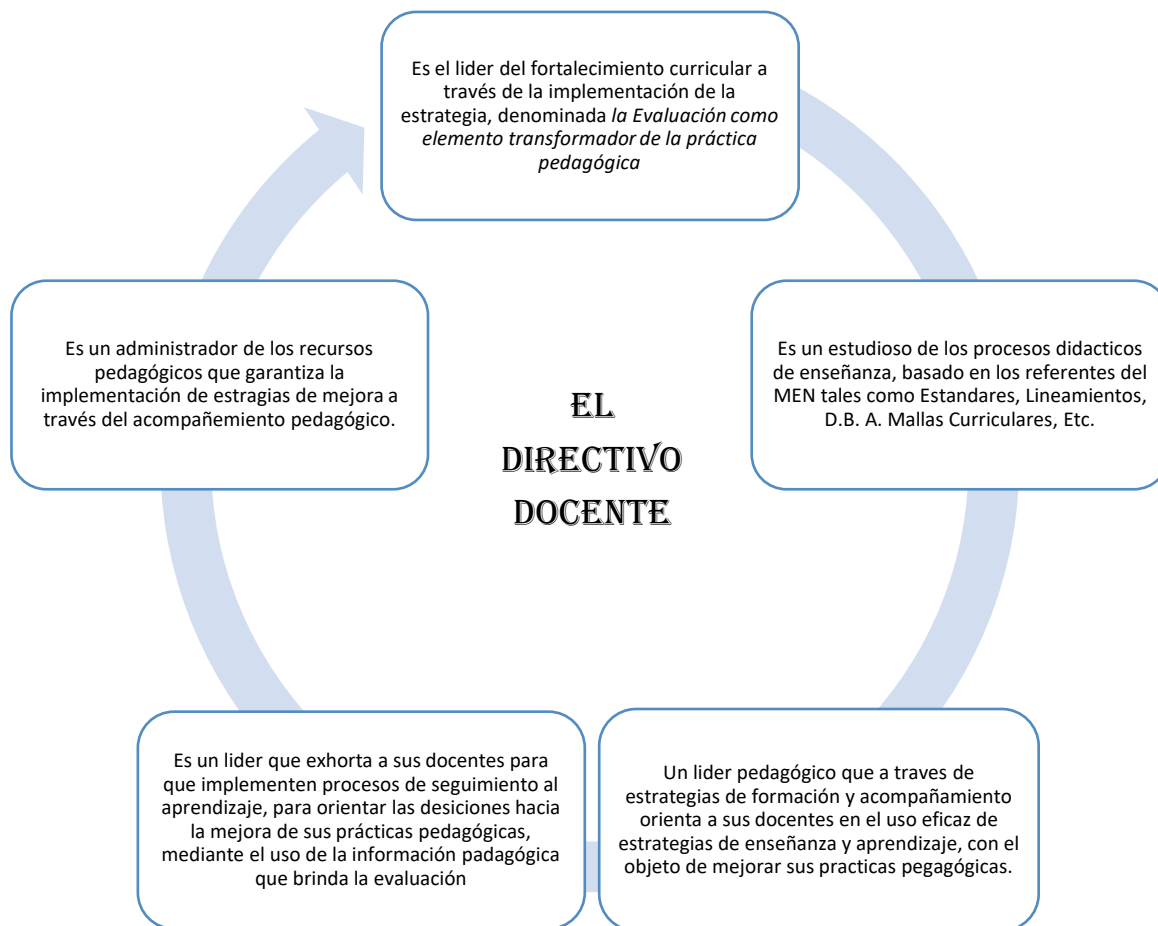 Es el lider del fortalecimiento curricular a
través de la implementación de la
estrategia, denominada la Evaluación como
elemento transformador de la práctica
pedagógica
Es un estudioso de los procesos didacticos
de enseñanza, basado en los referentes del
MEN tales como Estandares, Lineamientos,
D.B. A. Mallas Curriculares, Etc.
Un lider pedagógico que a traves de
estrategias de formación y acompañamiento
orienta a sus docentes en el uso eficaz de
estrategias de enseñanza y aprendizaje, con el
objeto de mejorar sus practicas pegagógicas.
Es un lider que exhorta a sus docentes para
que implementen procesos de seguimiento al
aprendizaje, para orientar las desiciones hacia
la mejora de sus prácticas pedagógicas,
mediante el uso de la información padagógica
que brinda la evaluación
Es un administrador de los recursos
pedagógicos que garantiza la
implementación de estragias de mejora a
través del acompañemiento pedagógico.
EL
DIRECTIVO
DOCENTE